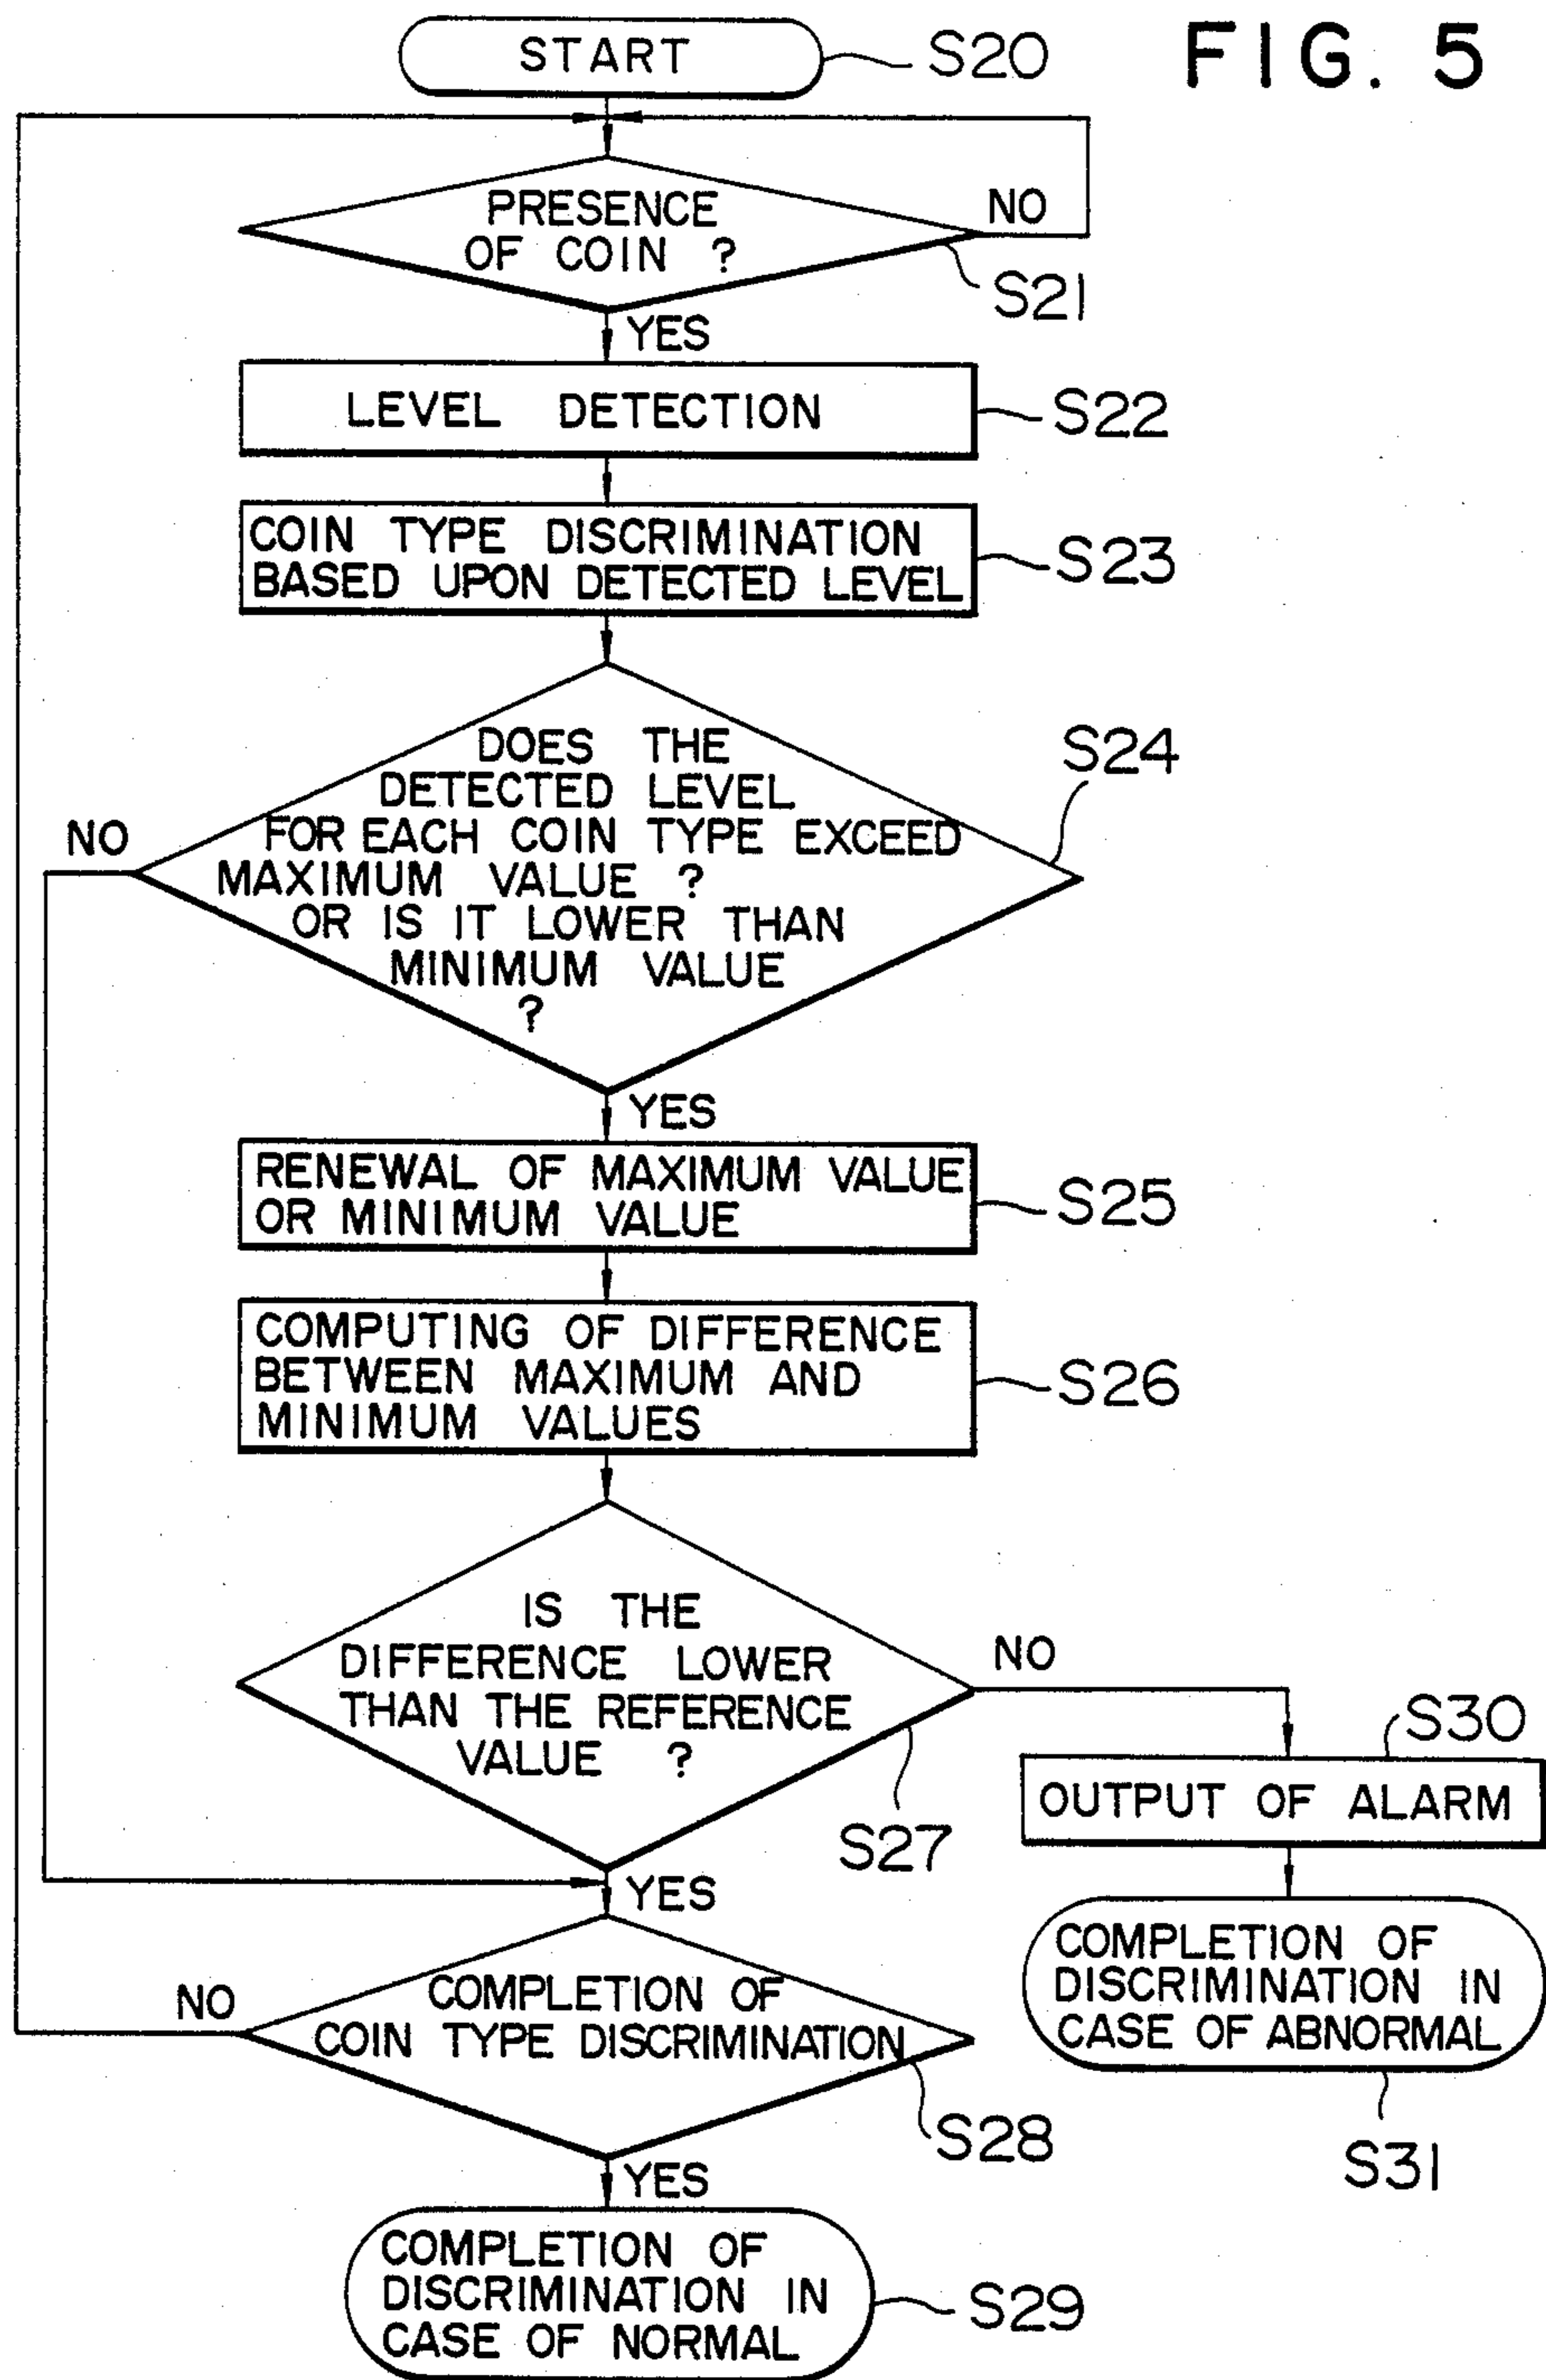 FIG. 5
START
S20
PRESENCE
OF COIN ?
NO
S21
YES
LEVEL DETECTION
S22
COIN TYPE DISCRIMINATION
BASED UPON DETECTED LEVEL
S23
DOES THE
DETECTED LEVEL
FOR EACH COIN TYPE EXCEED
MAXIMUM VALUE ?
OR IS IT LOWER THAN
MINIMUM VALUE
?
S24
NO
YES
RENEWAL OF MAXIMUM VALUE
OR MINIMUM VALUE
S25
COMPUTING OF DIFFERENCE
BETWEEN MAXIMUM AND
MINIMUM VALUES
S26
IS THE
DIFFERENCE LOWER
THAN THE REFERENCE
VALUE ?
NO
S27
S30
OUTPUT OF ALARM
YES
COMPLETION OF
COIN TYPE DISCRIMINATION
NO
S28
COMPLETION OF
DISCRIMINATION IN
CASE OF ABNORMAL
S31
YES
COMPLETION OF
DISCRIMINATION IN
CASE OF NORMAL
S29